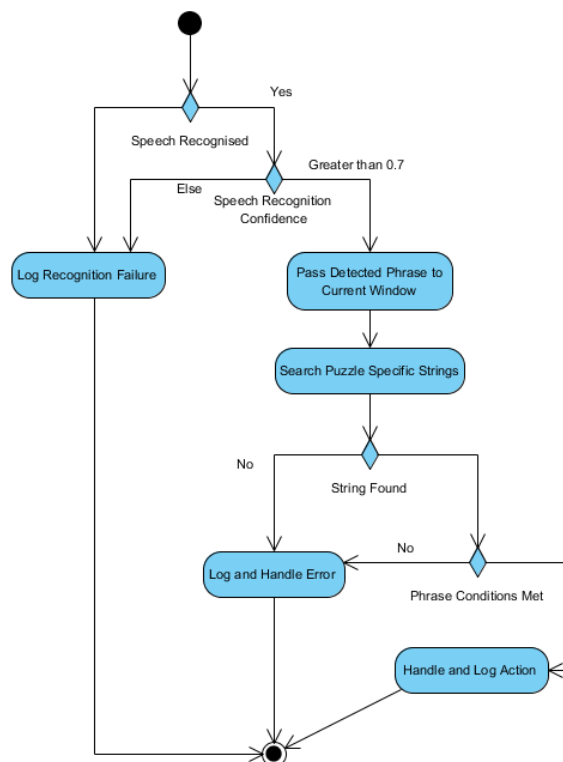 Yes
Speech Recognised
Greater than 0.7
Else
Speech Recognition
Confidence
Log Recognition Failure
Pass Detected Phrase to
Current Window
Search Puzzle Specific Strings
No
String Found
No
Log and Handle Error
Phrase Conditions Met
Handle and Log Action